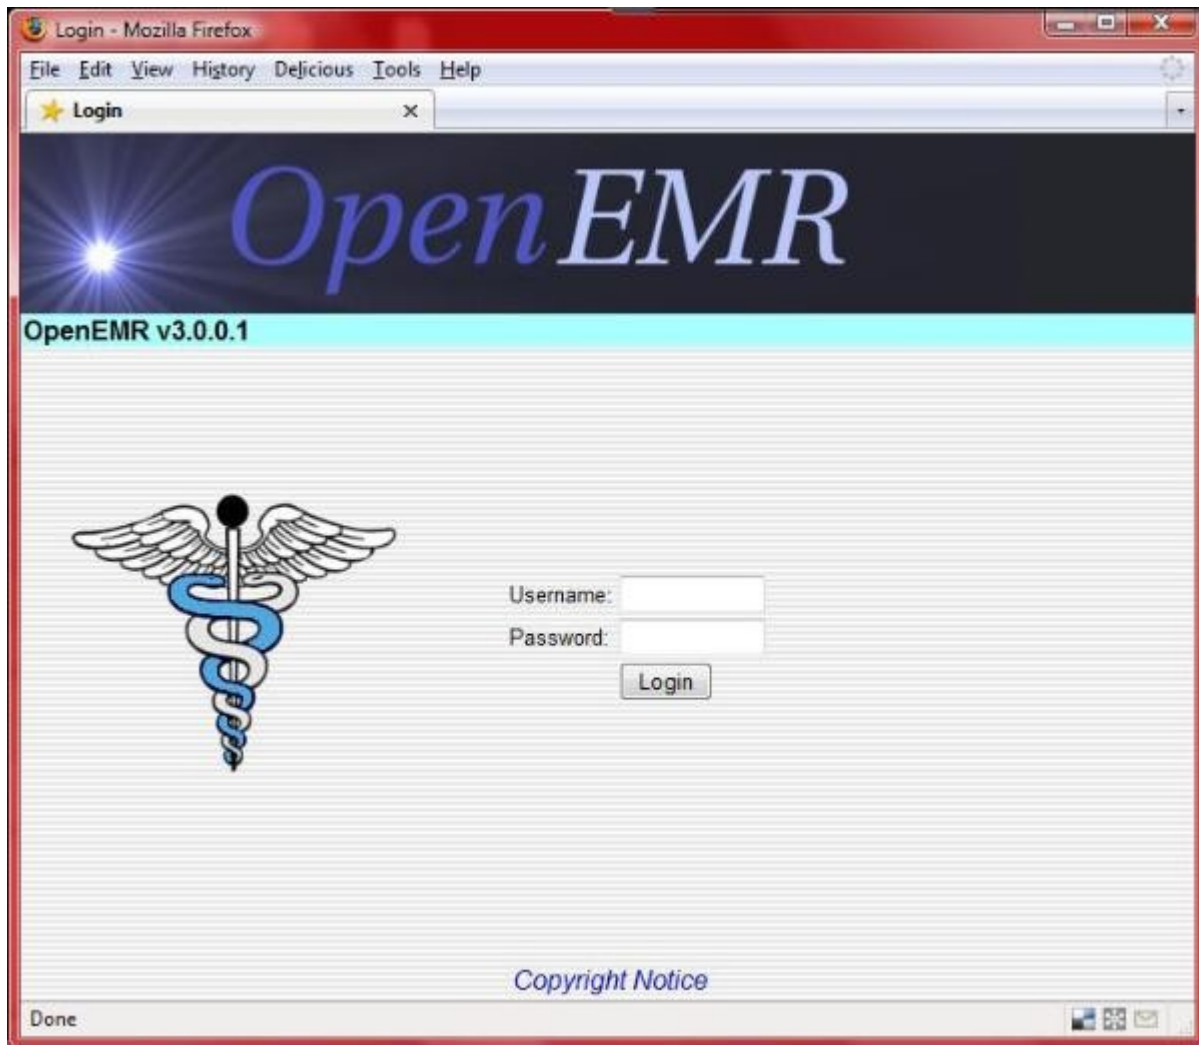 Login - Mozilla Firefox
File Edit View History Delicious Tools Help
Login
OpenEMR
OpenEMR v3.0.0.1
Username:
Password:
Login
Copyright Notice
Done